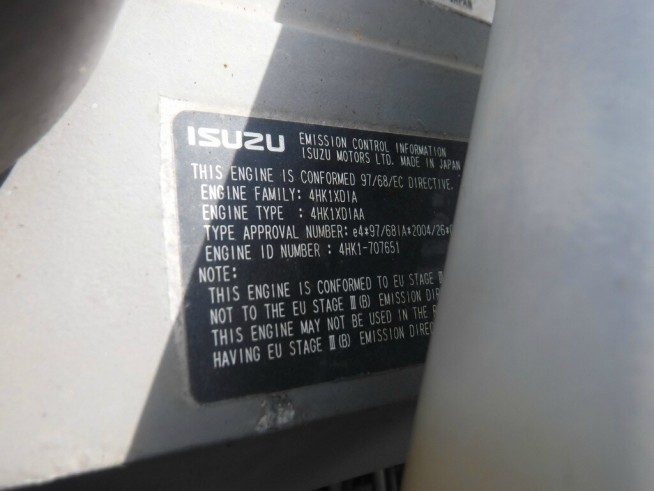 JAPAN
ISUZU EMISSION CONTROL INFORMATION
ISUZU MOTORS LTD. MADE IN JAPAN
THIS ENGINE IS CONFORMED 97/68/EC DIRECTIVE.
ENGINE FAMILY: 4HK1XD1A
ENGINE TYPE : 4HK1XD1AA
TYPE APPROVAL NUMBER: e4*97/68IA*2004/26*
ENGINE ID NUMBER : 4HK1-707651
NOTE:
THIS ENGINE IS CONFORMED TO EU STAGE
NOT TO THE EU STAGE Ⅲ(B) EMISSION
THIS ENGINE MAY NOT BE USED IN THE
HAVING EU STAGE Ⅲ(B) EMISSION